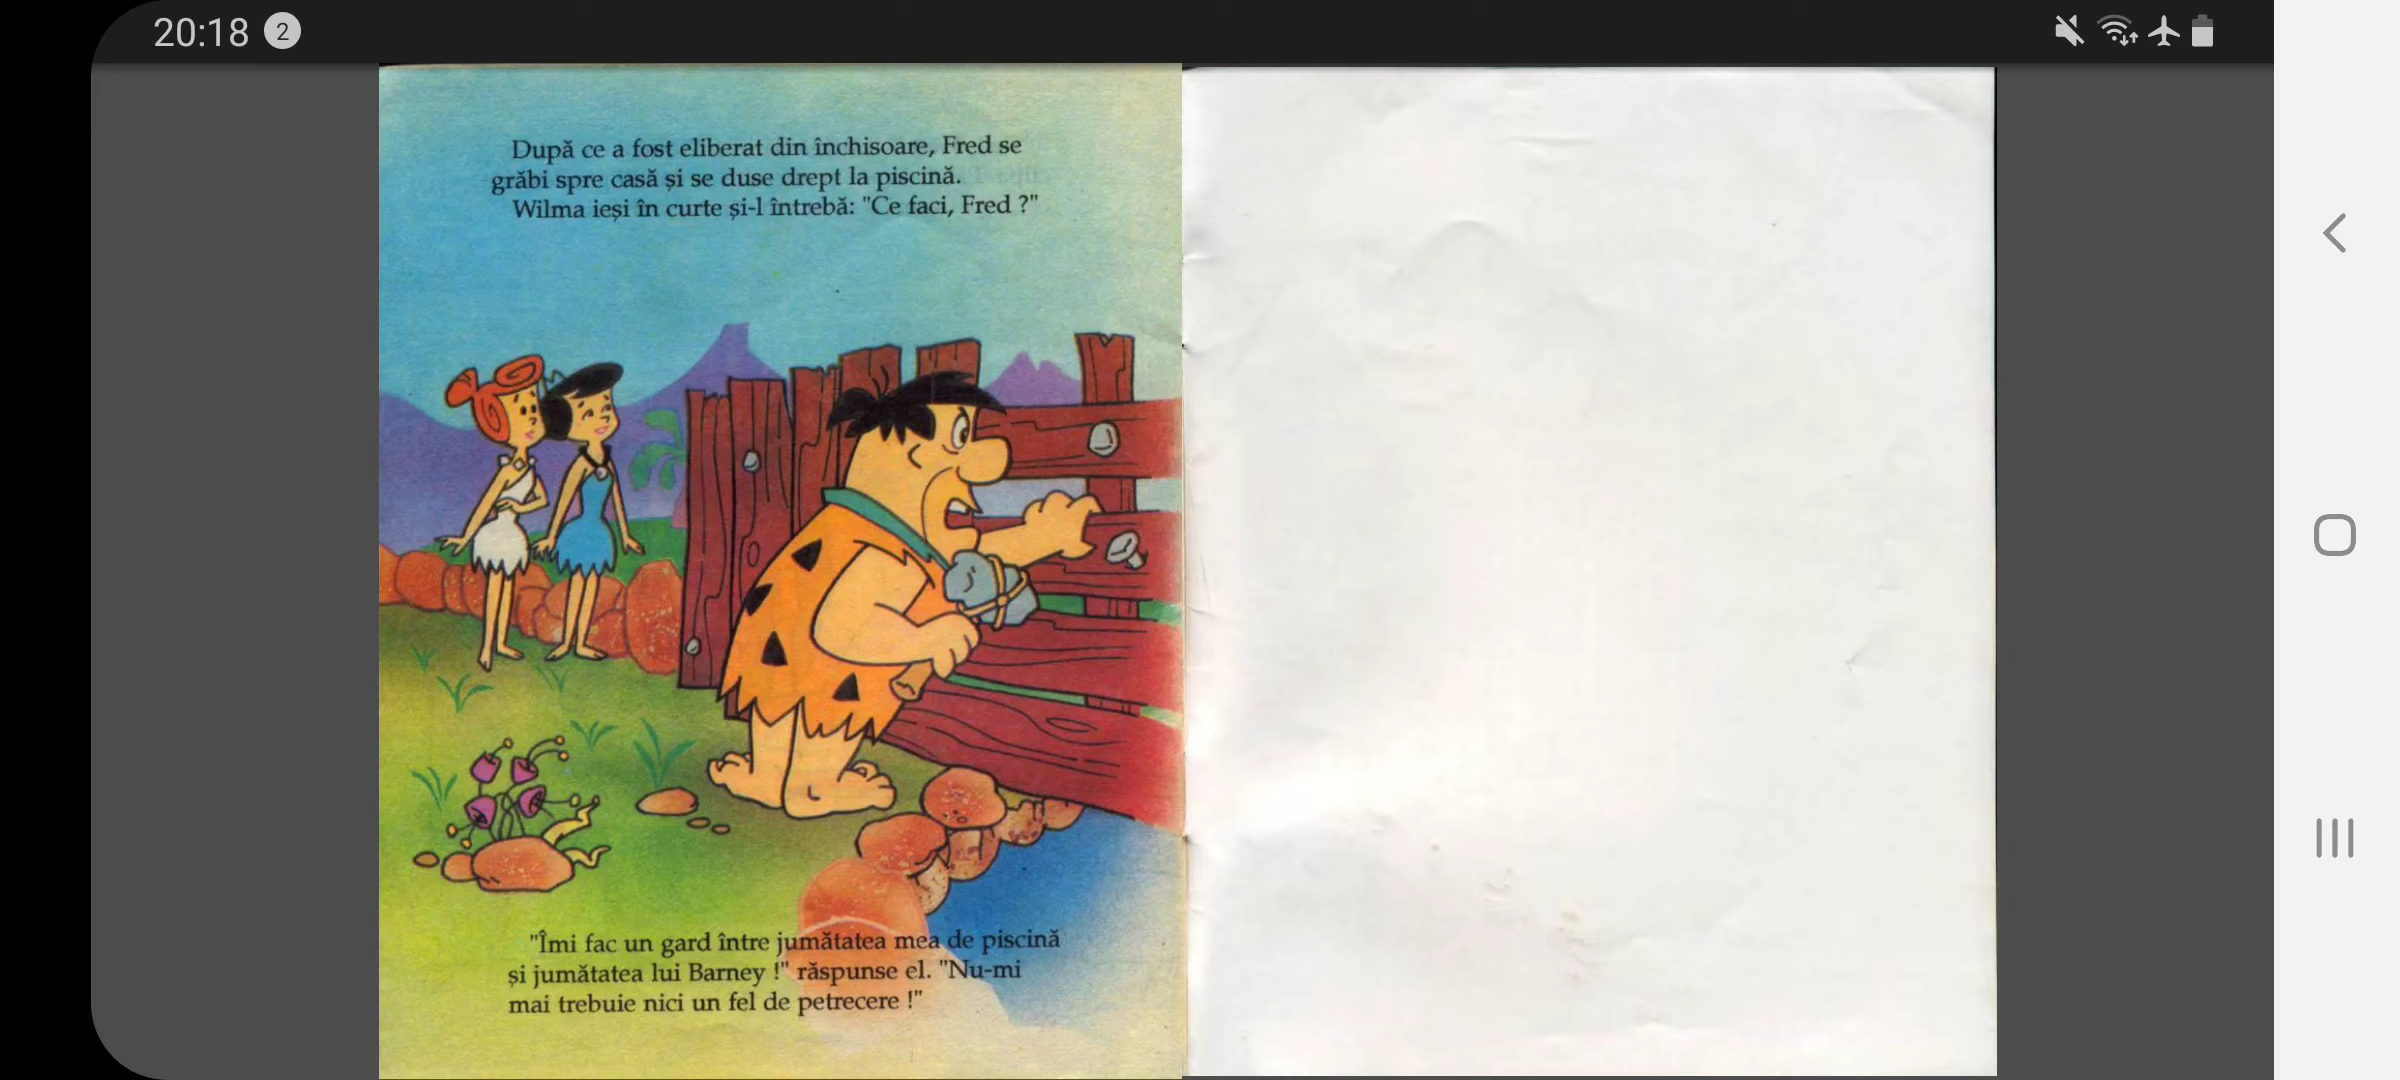 20:18 2
După ce a fost eliberat din închisoare, Fred se
grăbi spre casă și se duse drept la piscină.
Wilma ieși în curte și-l întrebă: "Ce faci, Fred ?"
"Îmi fac un gard între jumătatea mea de piscină
și jumătatea lui Barney !" răspunse el. "Nu-mi
mai trebuie nici un fel de petrecere !"